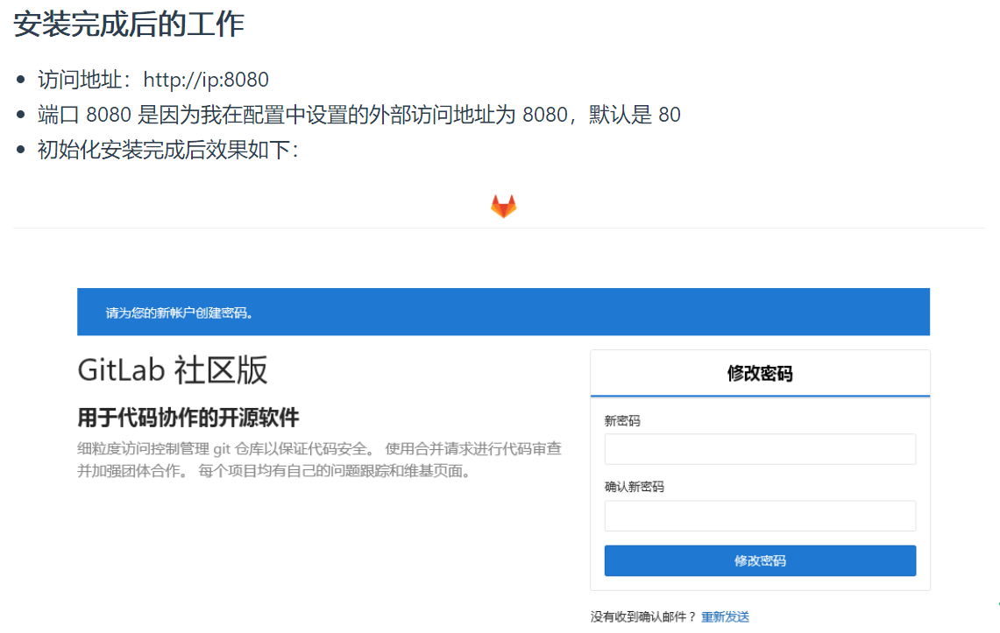 安装完成后的工作
访问地址：http://ip:8080
端口 8080 是因为我在配置中设置的外部访问地址为 8080，默认是 80
初始化安装完成后效果如下：
请为您的新帐户创建密码。
GitLab 社区版
用于代码协作的开源软件
细粒度访问控制管理 git 仓库以保证代码安全。 使用合并请求进行代码审查
并加强团体合作。 每个项目均有自己的问题跟踪和维基页面。
修改密码
新密码
确认新密码
修改密码
没有收到确认邮件？ 重新发送